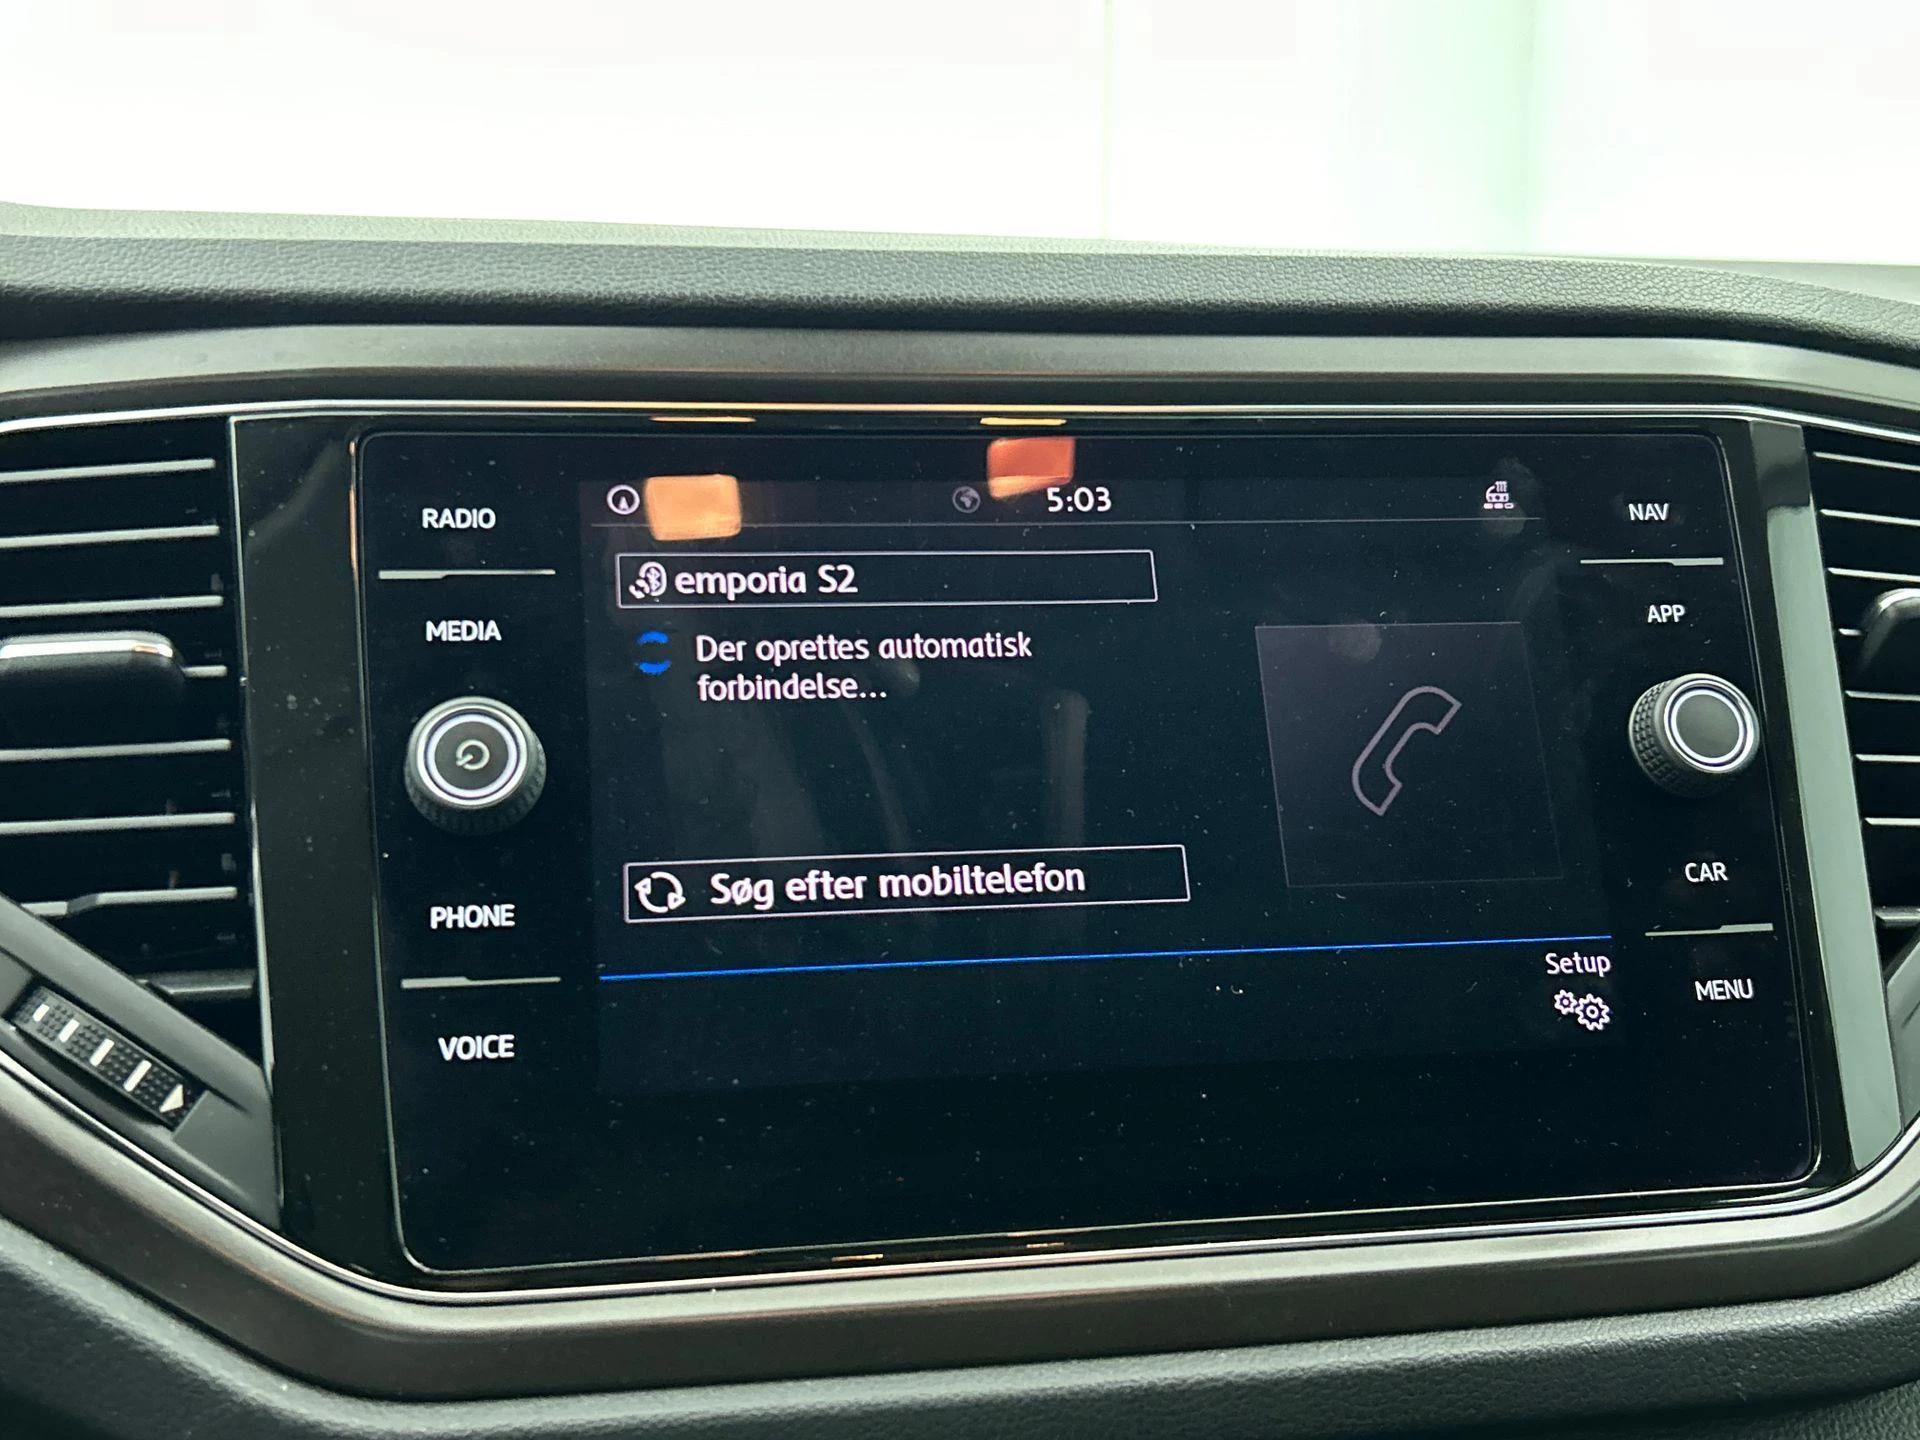 RADIO
MEDIA
PHONE
VOICE
5:03
emporia S2
Der oprettes automatisk
forbindelse...
Søg efter mobiltelefon
Setup
NAV
APP
CAR
MENU